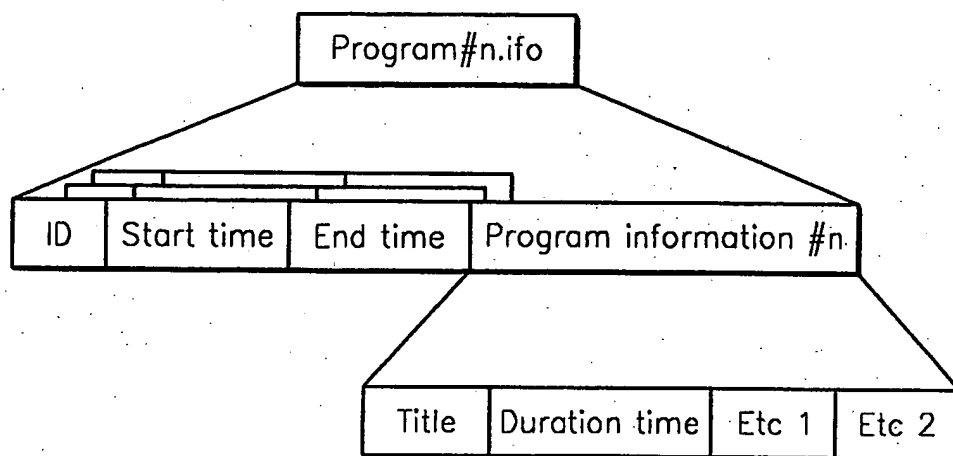 Program#n.ifo
ID Start time End time Program information #n
Title Duration time Etc 1 Etc 2